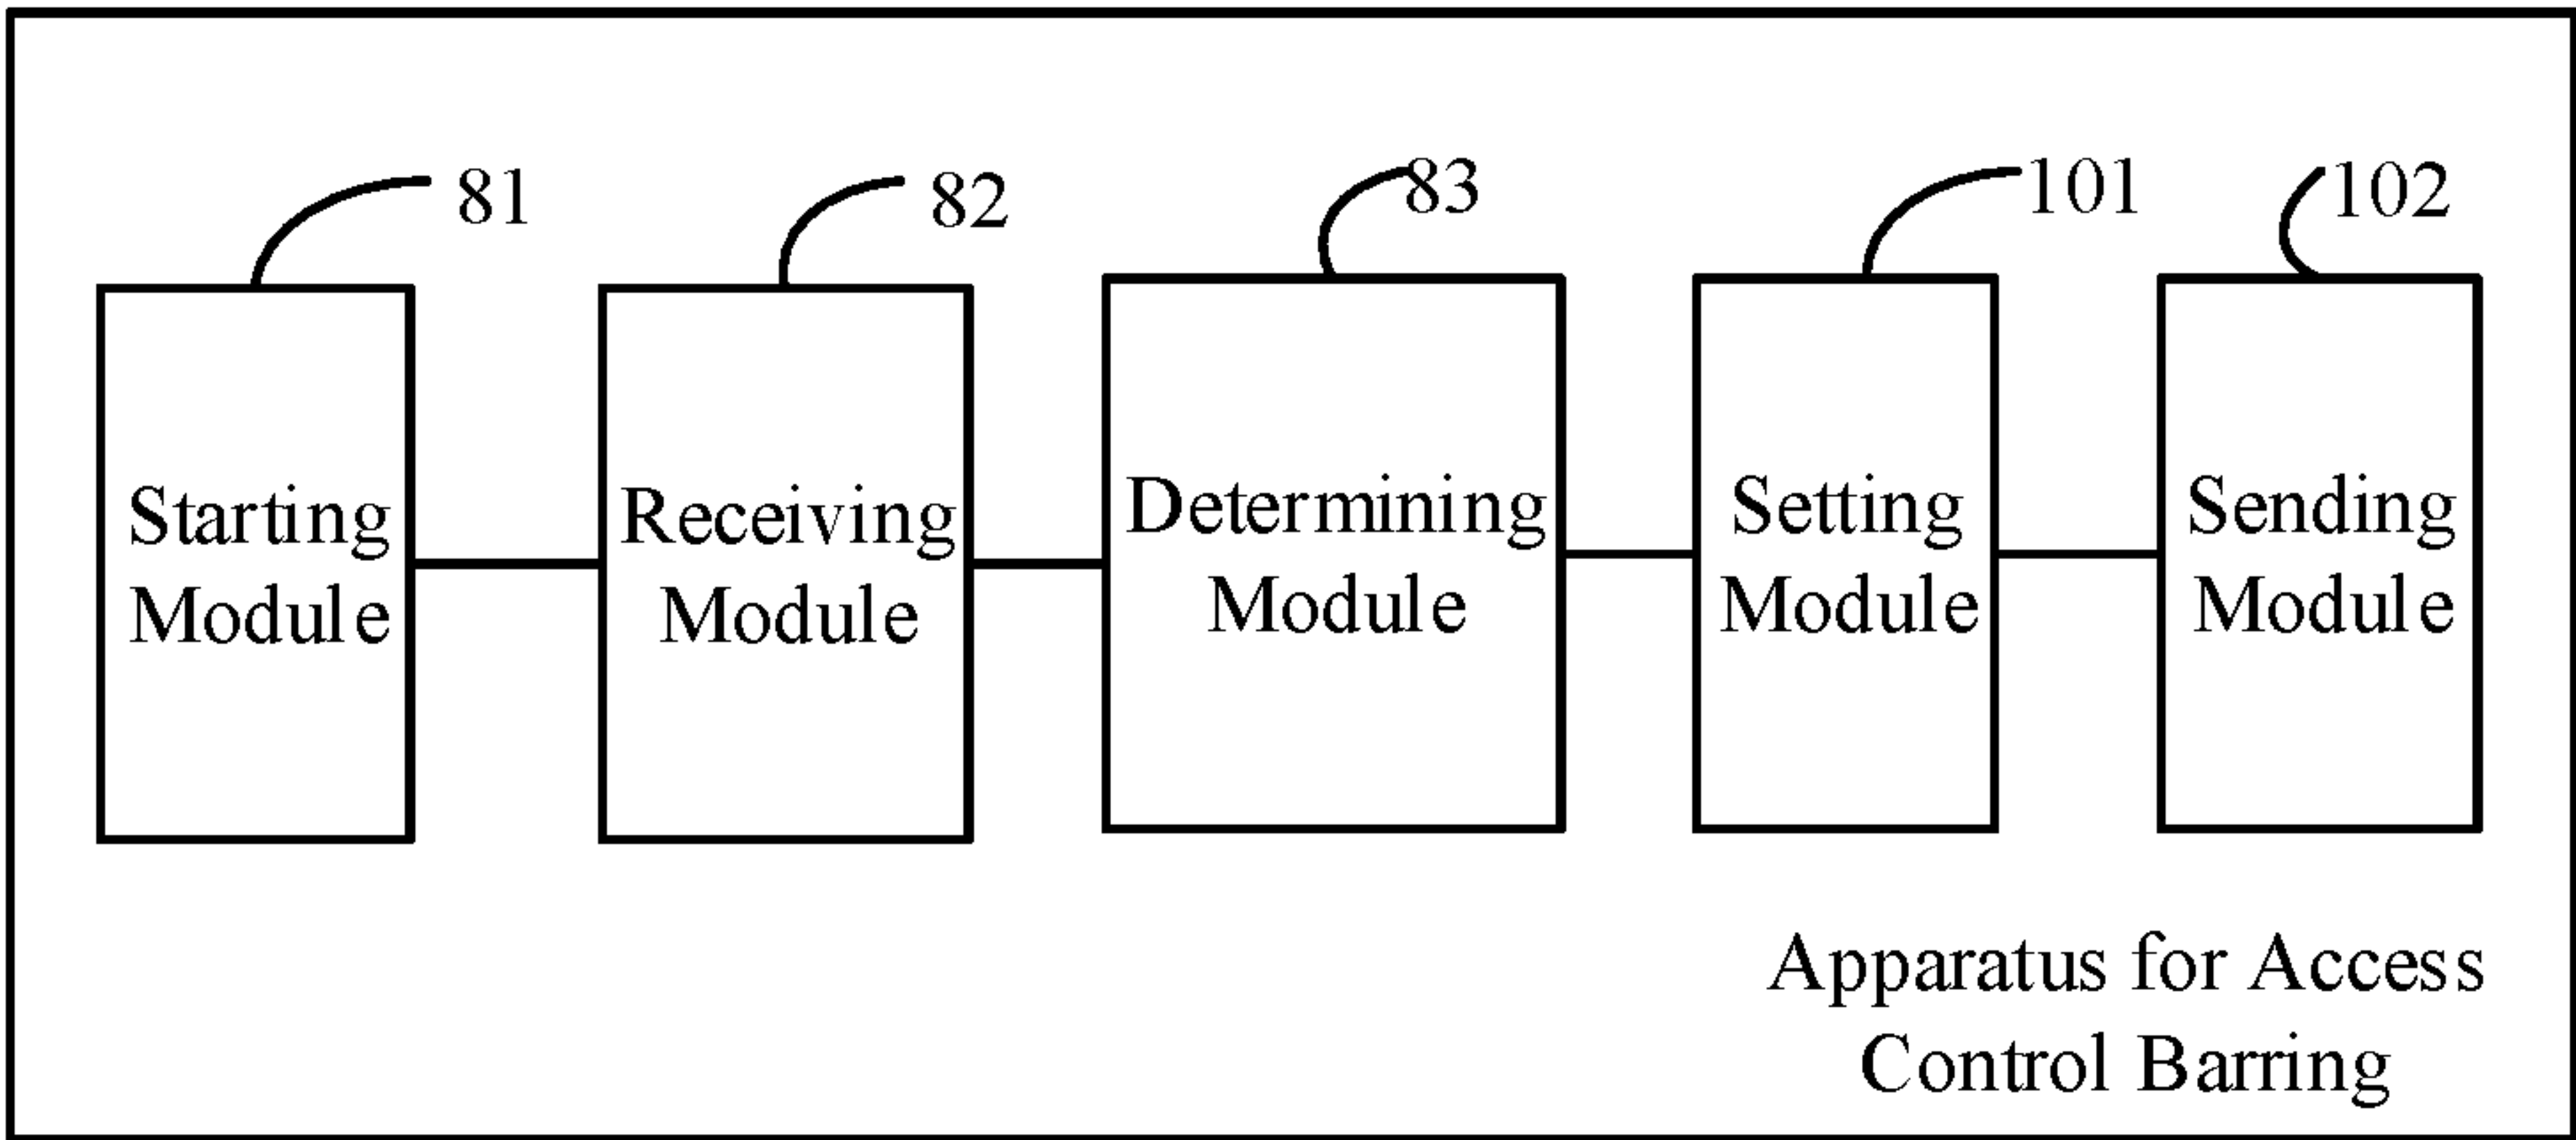 81
82
83
101
102
Starting
Module
Receiving
Module
Determining
Module
Setting
Module
Sending
Module
Apparatus for Access
Control Barring